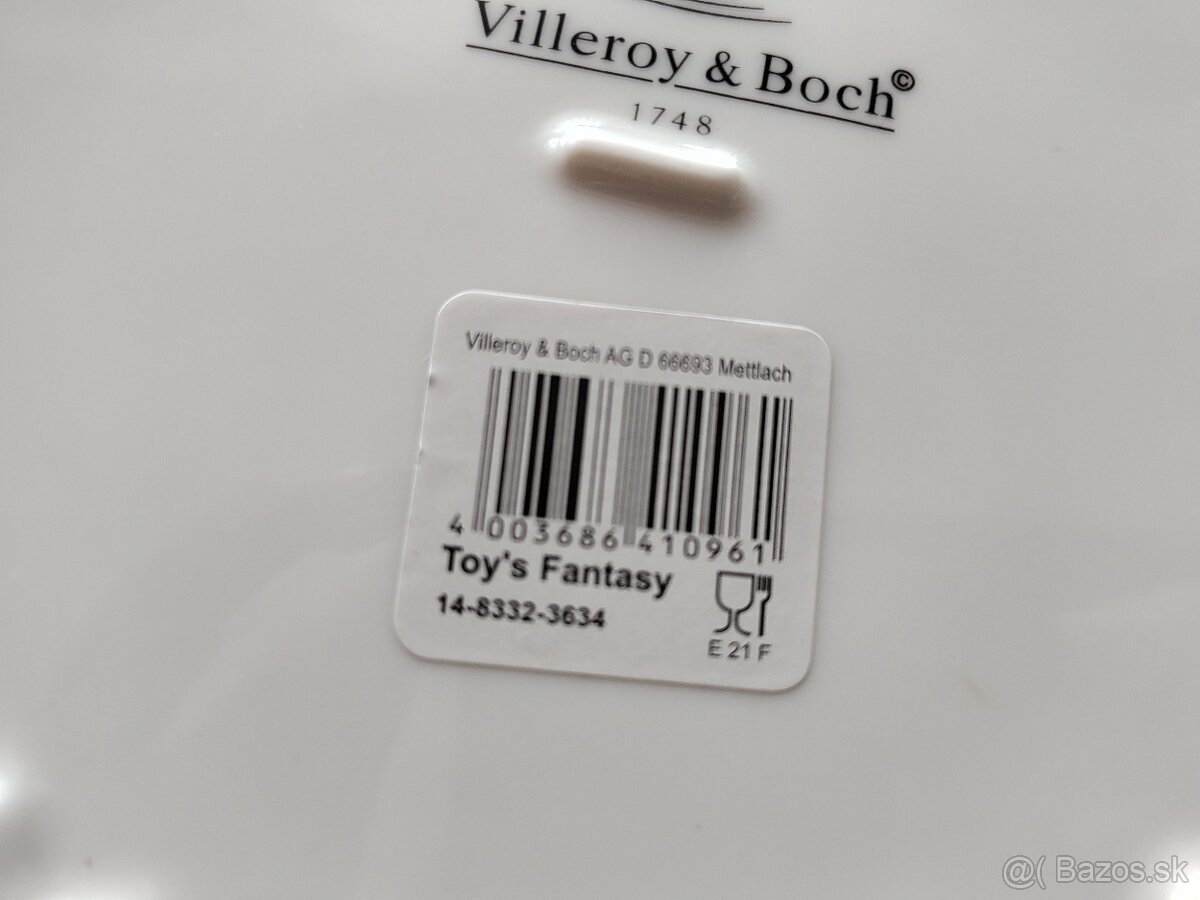 Villeroy & Boch©
1748
Villeroy & Boch AG D 66693 Mettlach
4 003686 410961
Toy's Fantasy
14-8332-3634
E 21 F
@( Bazos.sk